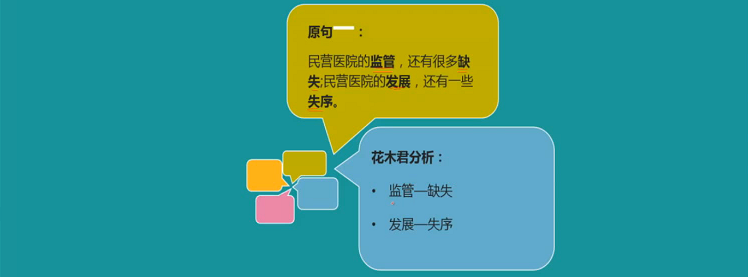 原句 ：
民营医院的监管，还有很多缺
失;民营医院的发展，还有一些
失序。
花木君分析：
• 监管—缺失
• 发展—失序